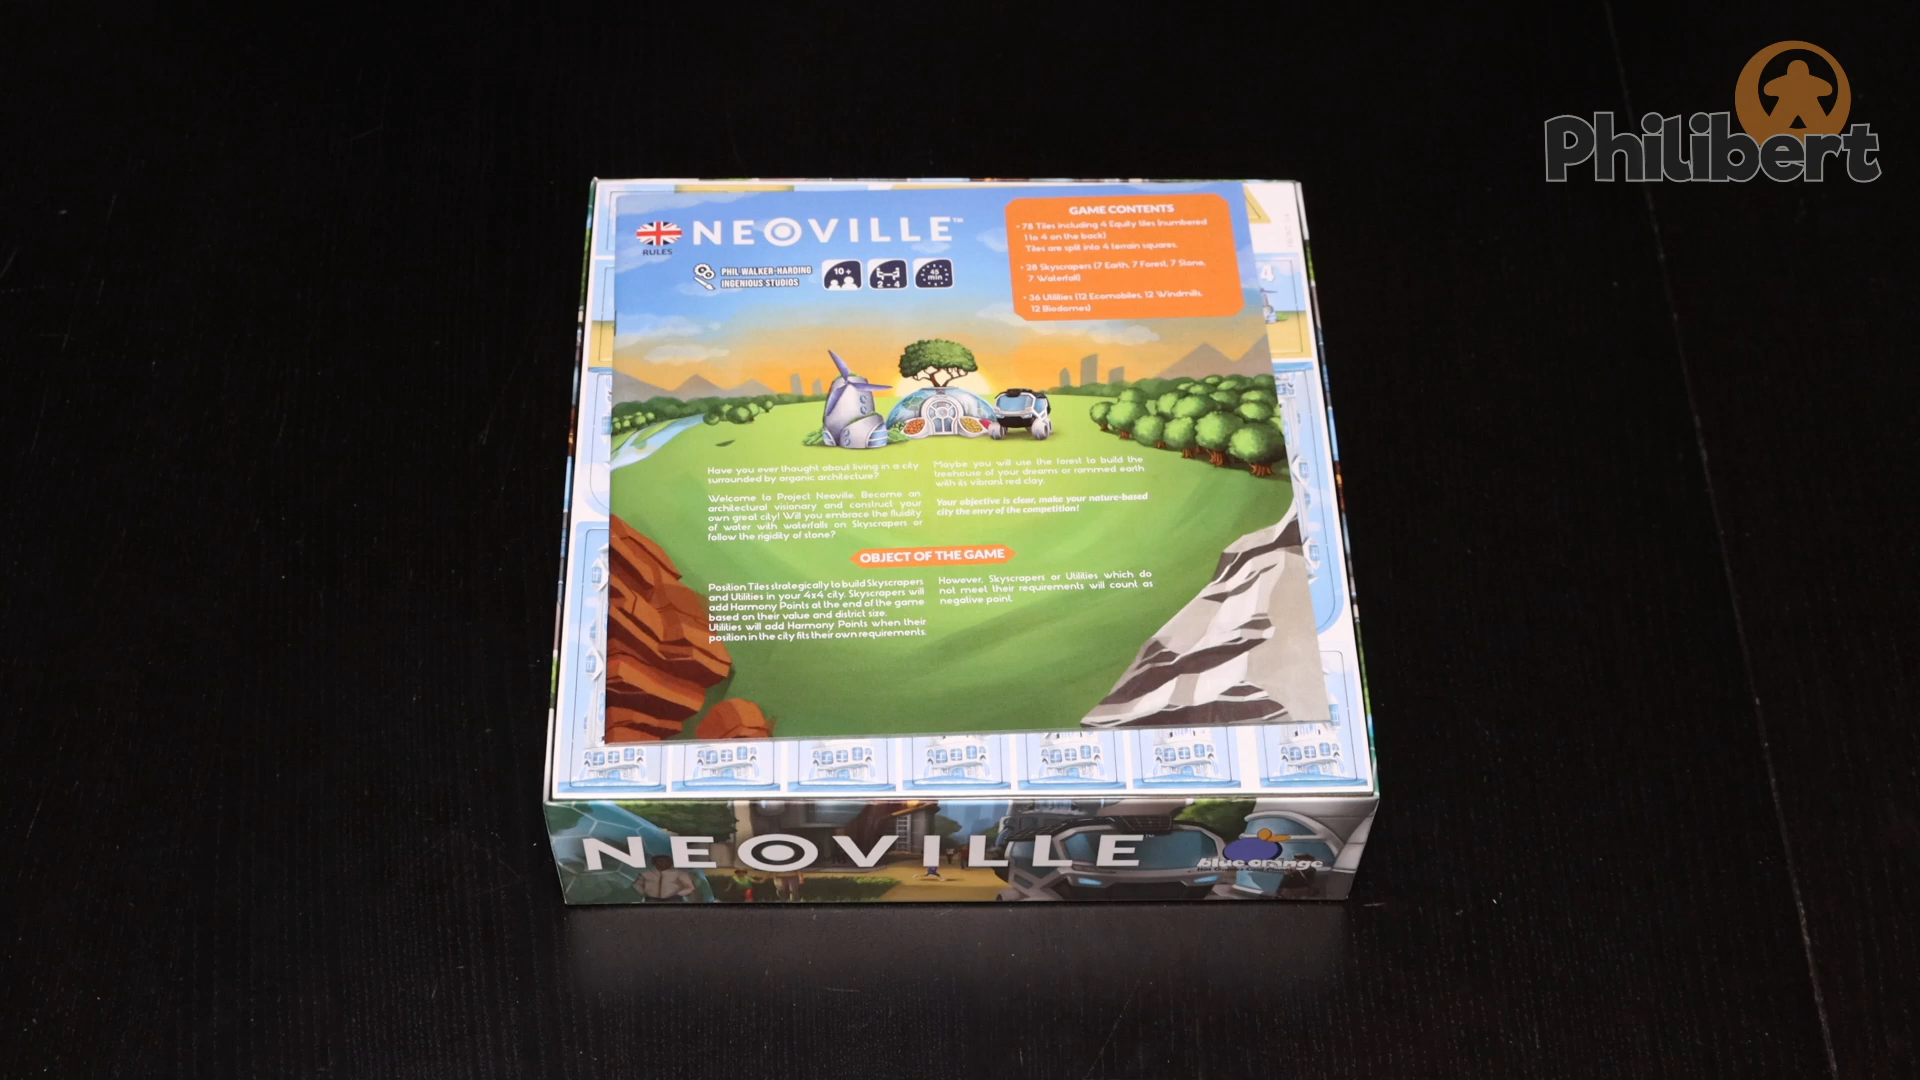 Philibert
NEOVILLE™
RULES
PHIL WALKER-HARDING
INGENIOUS STUDIOS
10+
2 - 4
45
min
GAME CONTENTS
• 78 Tiles including 4 Equity tiles (numbered
1 to 4 on the back)
Tiles are split into 4 terrain squares.
• 28 Skyscrapers (7 Earth, 7 Forest, 7 Stone,
7 Waterfall)
• 36 Utilities (12 Ecomobiles, 12 Windmills,
12 Biodomes)
4
Have you ever thought about living in a city
surrounded by organic architecture?
Welcome to Project Neoville. Become an
architectural visionary and construct your
own great city! Will you embrace the fluidity
of water with waterfalls on Skyscrapers or
follow the rigidity of stone?
Maybe you will use the forest to build the
treehouse of your dreams or rammed earth
with its vibrant red clay.
Your objective is clear, make your nature-based
city the envy of the competition!
OBJECT OF THE GAME
Position Tiles strategically to build Skyscrapers
and Utilities in your 4x4 city. Skyscrapers will
add Harmony Points at the end of the game
based on their value and district size.
Utilities will add Harmony Points when their
position in the city fits their own requirements.
However, Skyscrapers or Utilities which do
not meet their requirements will count as
negative point.
NEOVILLE™
blue orange